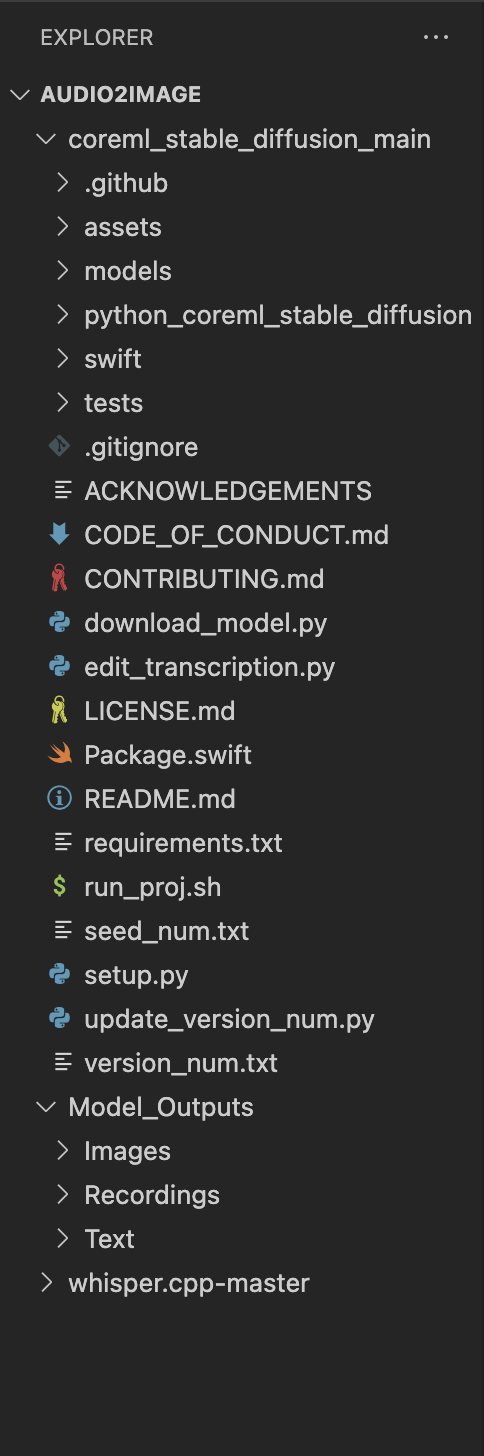 EXPLORER
AUDIO2IMAGE
coreml_stable_diffusion_main
.github
assets
models
python_coreml_stable_diffusion
swift
tests
.gitignore
ACKNOWLEDGEMENTS
CODE_OF_CONDUCT.md
CONTRIBUTING.md
download_model.py
edit_transcription.py
LICENSE.md
Package.swift
README.md
requirements.txt
run_proj.sh
seed_num.txt
setup.py
update_version_num.py
version_num.txt
Model_Outputs
Images
Recordings
Text
whisper.cpp-master